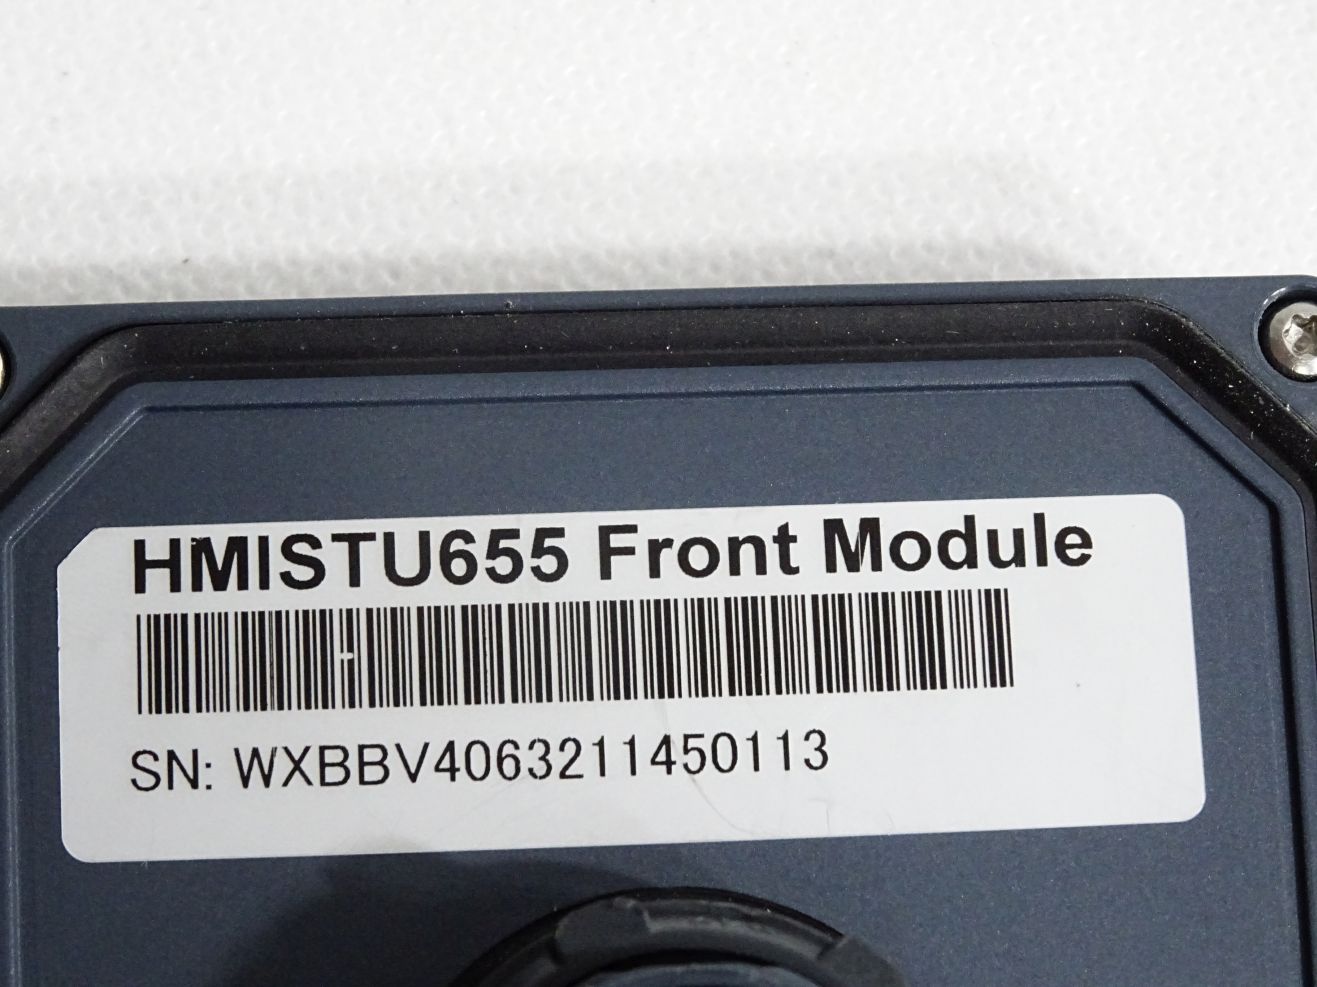 HMISTU655 Front Module
SN: WXBBV4063211450113